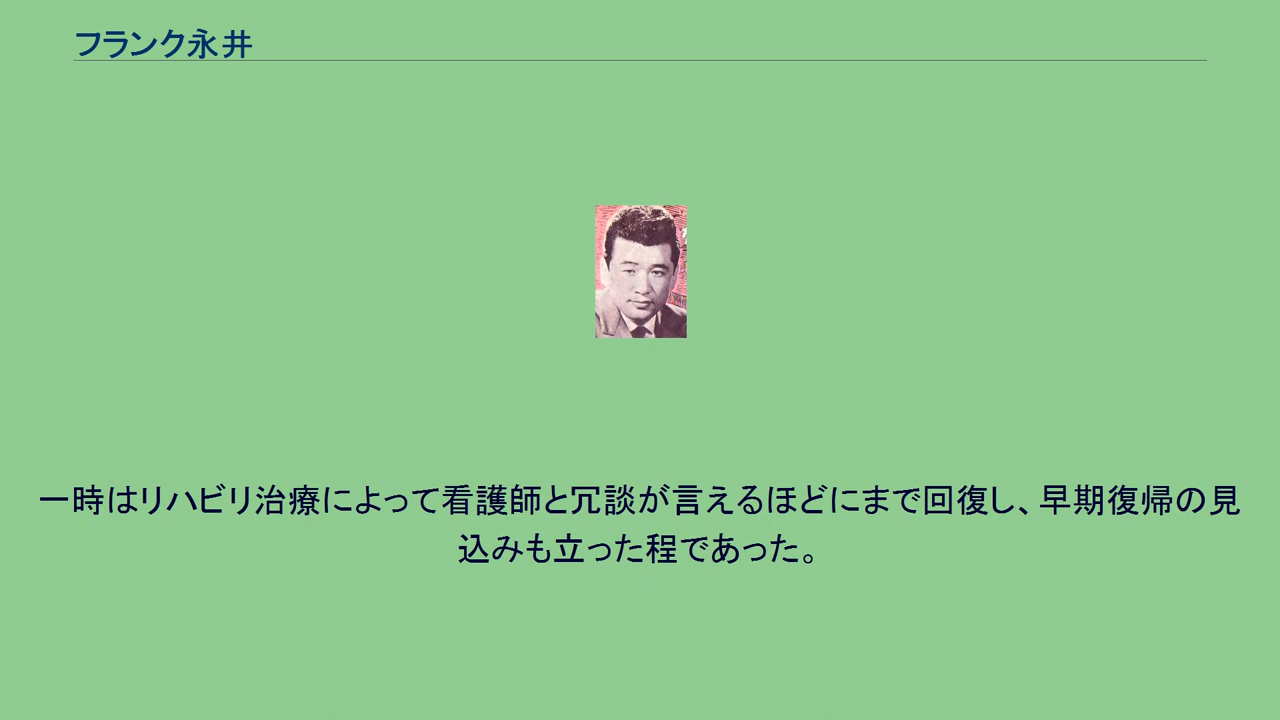 フランク永井
一時はリハビリ治療によって看護師と冗談が言えるほどにまで回復し、早期復帰の見
込みも立った程であった。